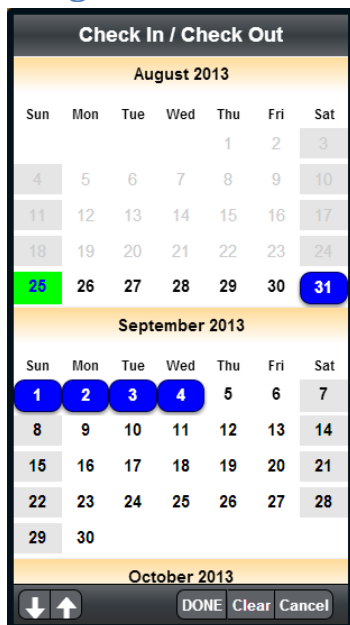 Check In / Check Out
August 2013
Sun Mon Tue Wed Thu Fri Sat
1 2 3
4 5 6 7 8 9 10
11 12 13 14 15 16 17
18 19 20 21 22 23 24
25 26 27 28 29 30 31
September 2013
Sun Mon Tue Wed Thu Fri Sat
1 2 3 4 5 6 7
8 9 10 11 12 13 14
15 16 17 18 19 20 21
22 23 24 25 26 27 28
29 30
October 2013
DONE Clear Cancel